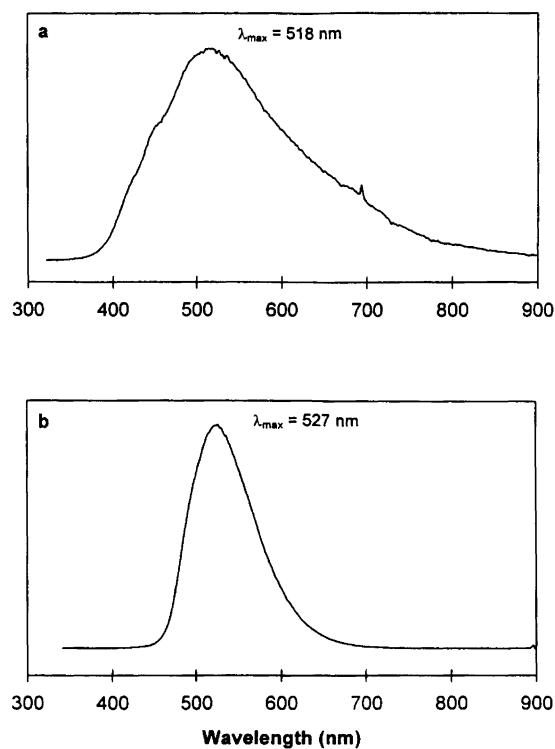 a
λmax = 518 nm
300 400 500 600 700 800 900
b
λmax = 527 nm
300 400 500 600 700 800 900
Wavelength (nm)